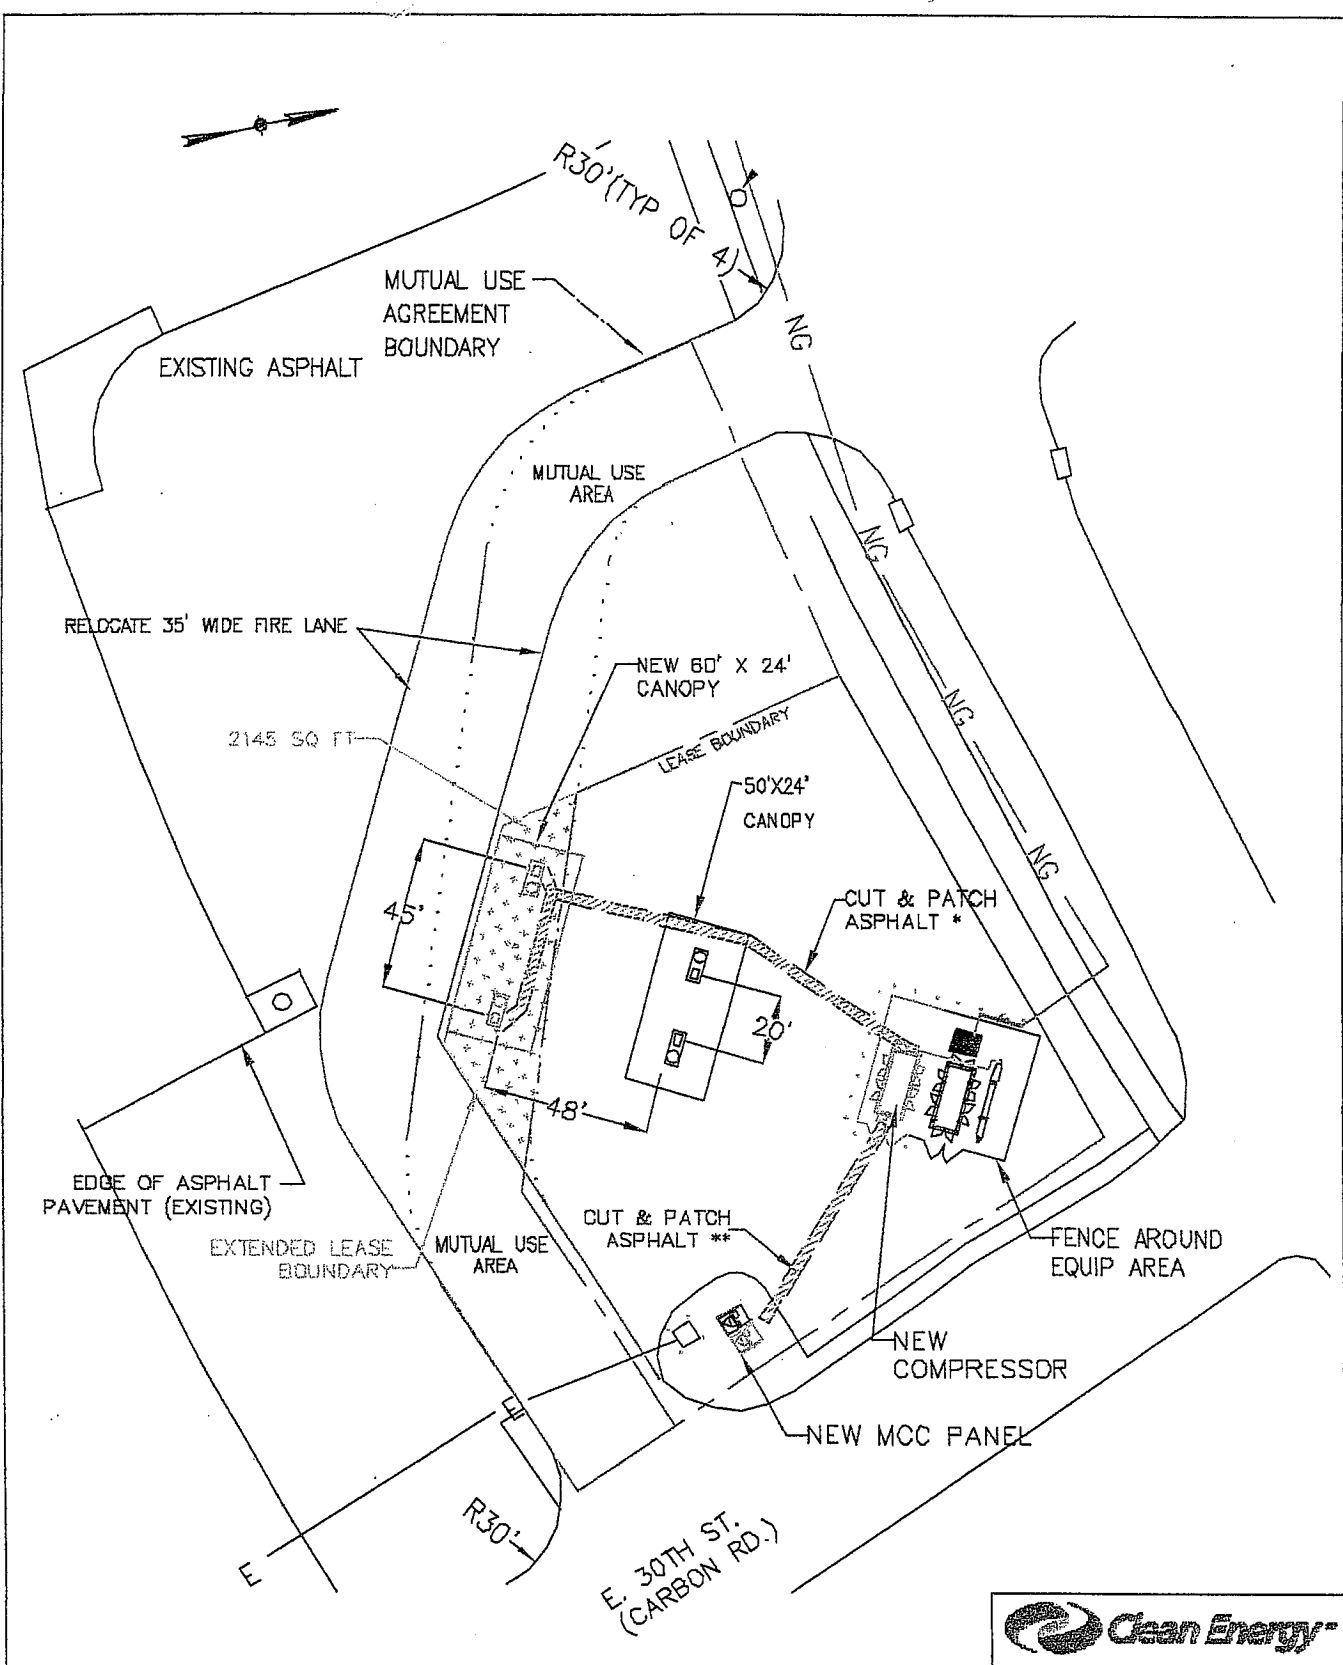 R30'(TYP OF 4)
MUTUAL USE
AGREEMENT
BOUNDARY
NG
EXISTING ASPHALT
MUTUAL USE
AREA
NG
RELOCATE 35' WIDE FIRE LANE
NEW 60' X 24'
CANOPY
NG
LEASE BOUNDARY
2145 SQ FT
50'X24'
CANOPY
NG
CUT & PATCH
ASPHALT *
45'
20'
48'
EDGE OF ASPHALT
PAVEMENT (EXISTING)
CUT & PATCH
ASPHALT **
EXTENDED LEASE
BOUNDARY
MUTUAL USE
AREA
FENCE AROUND
EQUIP AREA
NEW
COMPRESSOR
E
NEW MCC PANEL
R30'
E
E. 30TH ST.
(CARBON RD.)
Clean Energy